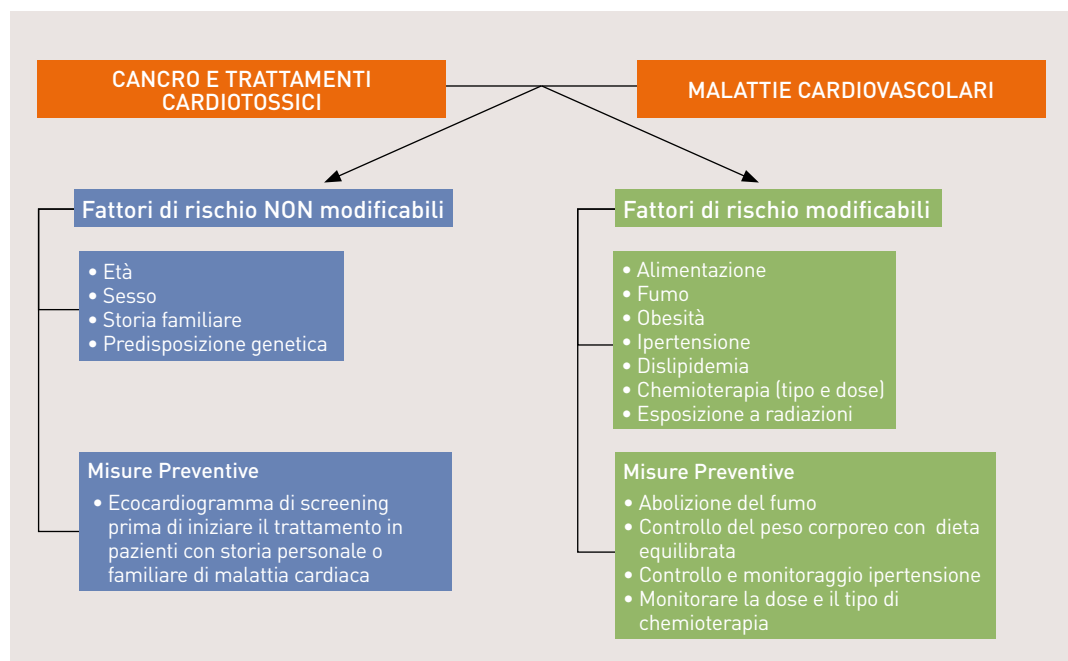 CANCRO E TRATTAMENTI
CARDIOTOSSICI
MALATTIE CARDIOVASCOLARI
Fattori di rischio NON modificabili
• Età
• Sesso
• Storia familiare
• Predisposizione genetica
Misure Preventive
• Ecocardiogramma di screening
prima di iniziare il trattamento in
pazienti con storia personale o
familiare di malattia cardiaca
Fattori di rischio modificabili
• Alimentazione
• Fumo
• Obesità
• Ipertensione
• Dislipidemia
• Chemioterapia (tipo e dose)
• Esposizione a radiazioni
Misure Preventive
• Abolizione del fumo
• Controllo del peso corporeo con dieta
equilibrata
• Controllo e monitoraggio ipertensione
• Monitorare la dose e il tipo di
chemioterapia